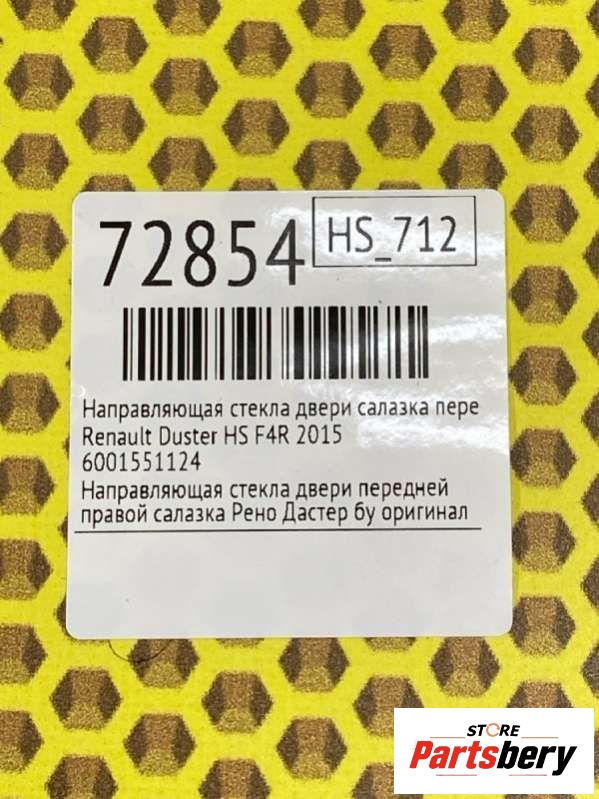 72854
HS_712
Направляющая стекла двери салазка пере
Renault Duster HS F4R 2015
6001551124
Направляющая стекла двери передней
правой салазка Рено Дастер бу оригинал
STORE
Partsbery